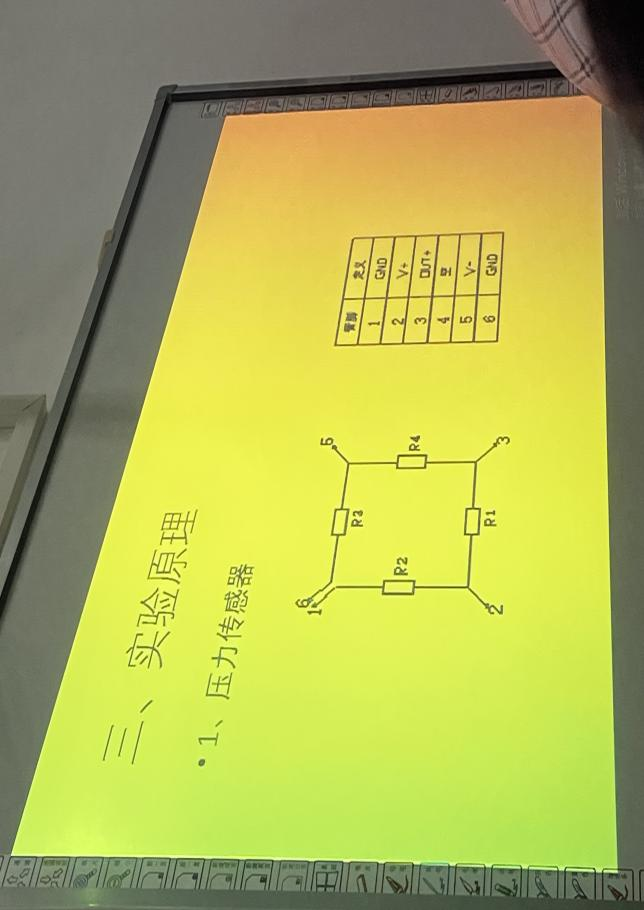 三、实验原理
• 1、压力传感器
1 6
5
R3
R2
R4
R1
2
3
管脚 定义
1 GND
2 V+
3 OUT+
4 空
5 V-
6 GND